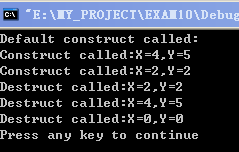 "E:\MY_PROJECT\EXAM10\Debug
Default construct called:
Construct called:X=4,Y=5
Construct called:X=2,Y=2
Destruct called:X=2,Y=2
Destruct called:X=4,Y=5
Destruct called:X=0,Y=0
Press any key to continue